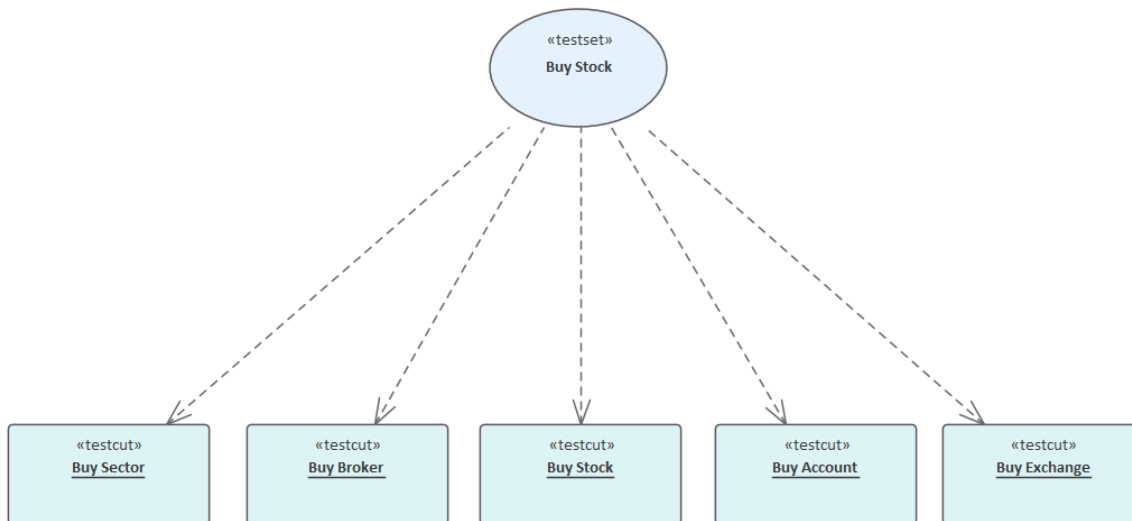 «testset»
Buy Stock
«testcut»
Buy Sector
«testcut»
Buy Broker
«testcut»
Buy Stock
«testcut»
Buy Account
«testcut»
Buy Exchange